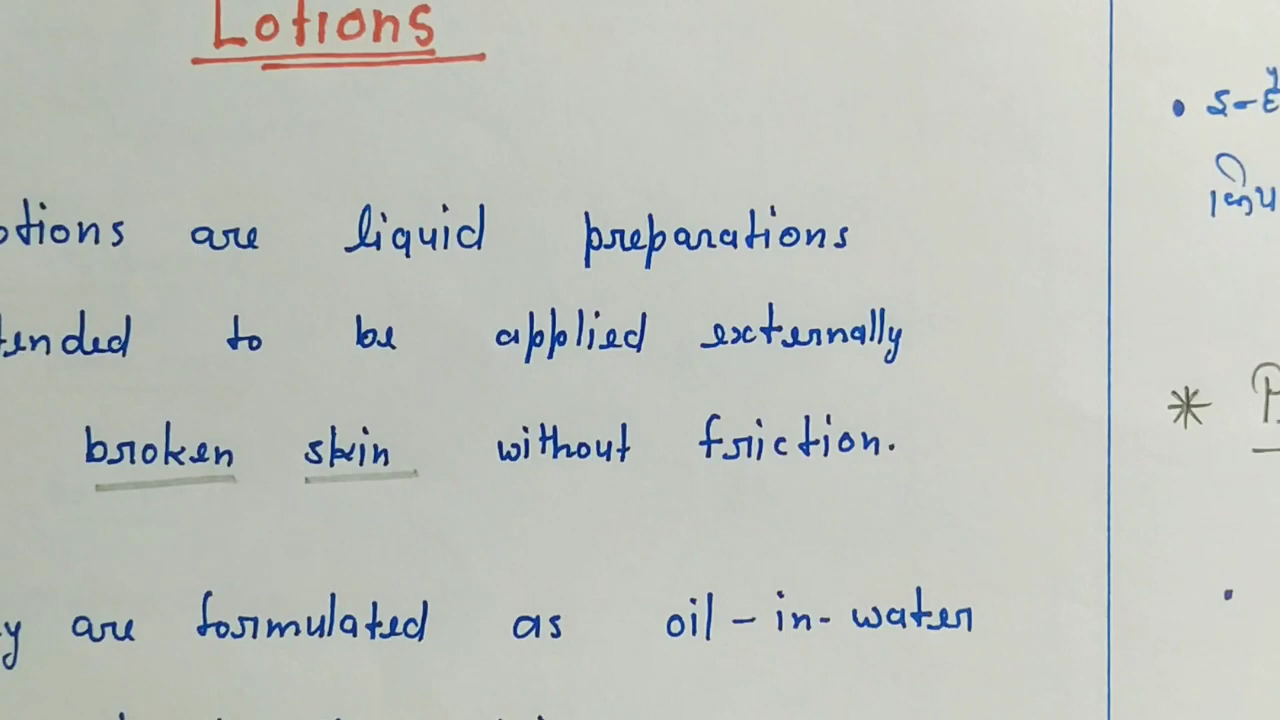 Lotions
otions are liquid preparations
tended to be applied externally
broken skin without friction.
y are formulated as oil-in-water